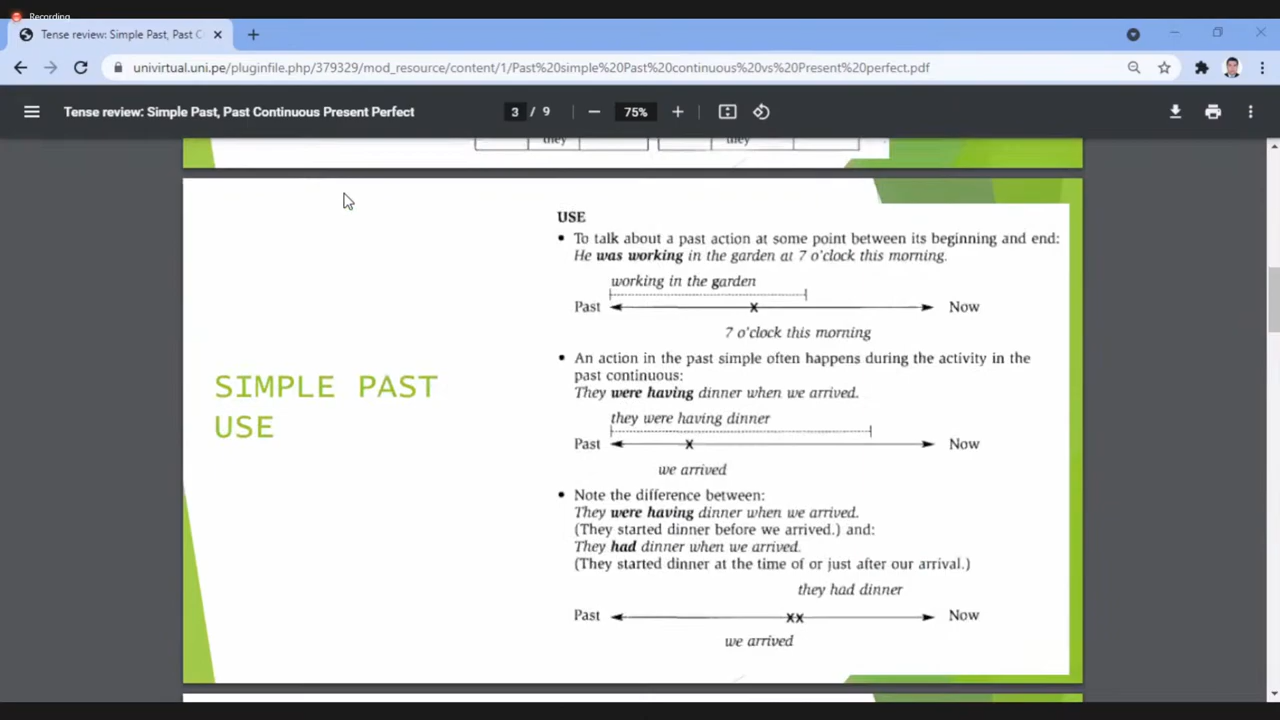 Recording
Tense review: Simple Past, Past C
univirtual.uni.pe/pluginfile.php/379329/mod_resource/content/1/Past%20simple%20Past%20continuous%20vs%20Present%20perfect.pdf
Tense review: Simple Past, Past Continuous Present Perfect
3 / 9
75%
they
they
SIMPLE PAST
USE
USE
• To talk about a past action at some point between its beginning and end:
He was working in the garden at 7 o'clock this morning.
working in the garden
Past
Now
7 o'clock this morning
• An action in the past simple often happens during the activity in the
past continuous:
They were having dinner when we arrived.
they were having dinner
Past
x
Now
we arrived
• Note the difference between:
They were having dinner when we arrived.
(They started dinner before we arrived.) and:
They had dinner when we arrived.
(They started dinner at the time of or just after our arrival.)
they had dinner
Past
xx
Now
we arrived